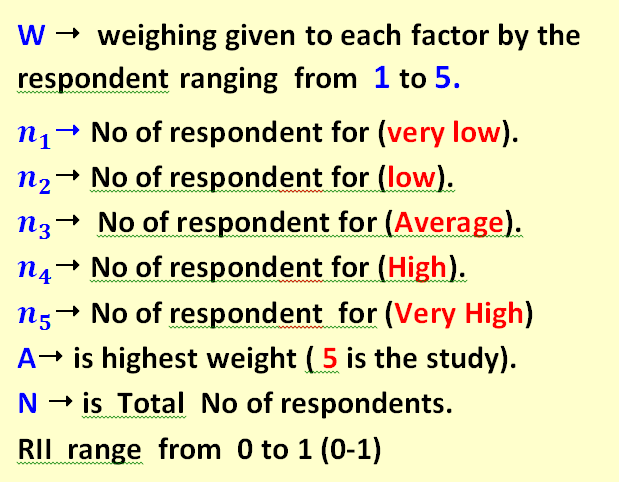 W → weighing given to each factor by the
respondent ranging from 1 to 5.
n₁→ No of respondent for (very low).
n₂→ No of respondent for (low).
n₃→ No of respondent for (Average).
n₄→ No of respondent for (High).
n₅→ No of respondent for (Very High)
A→ is highest weight ( 5 is the study).
N → is Total No of respondents.
RII range from 0 to 1 (0-1)